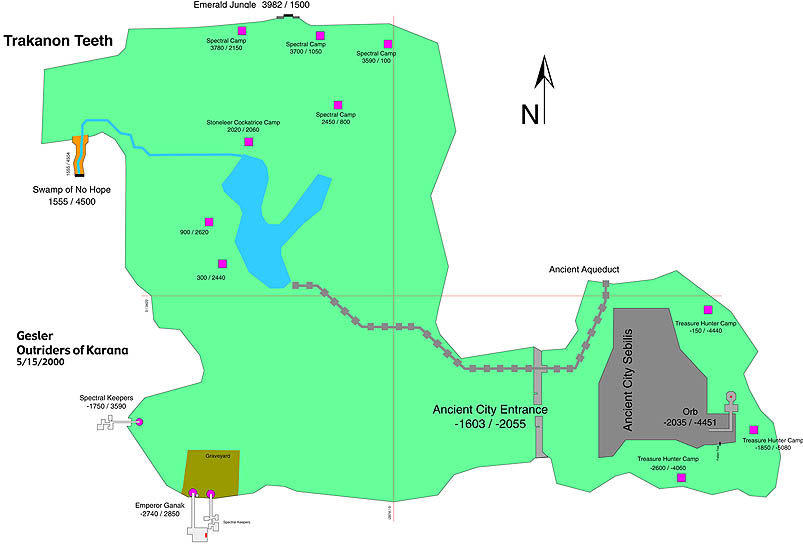 Emerald Jungle 3982 / 1500
Trakanon Teeth
Spectral Camp
3780 / 2150
Spectral Camp
3700 / 1050
Spectral Camp
3590 / 100
N
Spectral Camp
2450 / 800
Stoneleer Cockatrice Camp
2020 / 2060
1555 / 4504
Swamp of No Hope
1555 / 4500
900 / 2620
300 / 2440
Ancient Aqueduct
Treasure Hunter Camp
-150 / -4440
Gesler
Outriders of Karana
5/15/2000
Ancient City Sebilis
Spectral Keepers
-1750 / 3590
Ancient City Entrance
-1603 / -2055
Orb
-2035 / -4451
Treasure Hunter Camp
-1850 / -5080
Graveyard
Treasure Hunter Camp
-2600 / -4060
Emperor Ganak
-2740 / 2850
Spectral Keepers